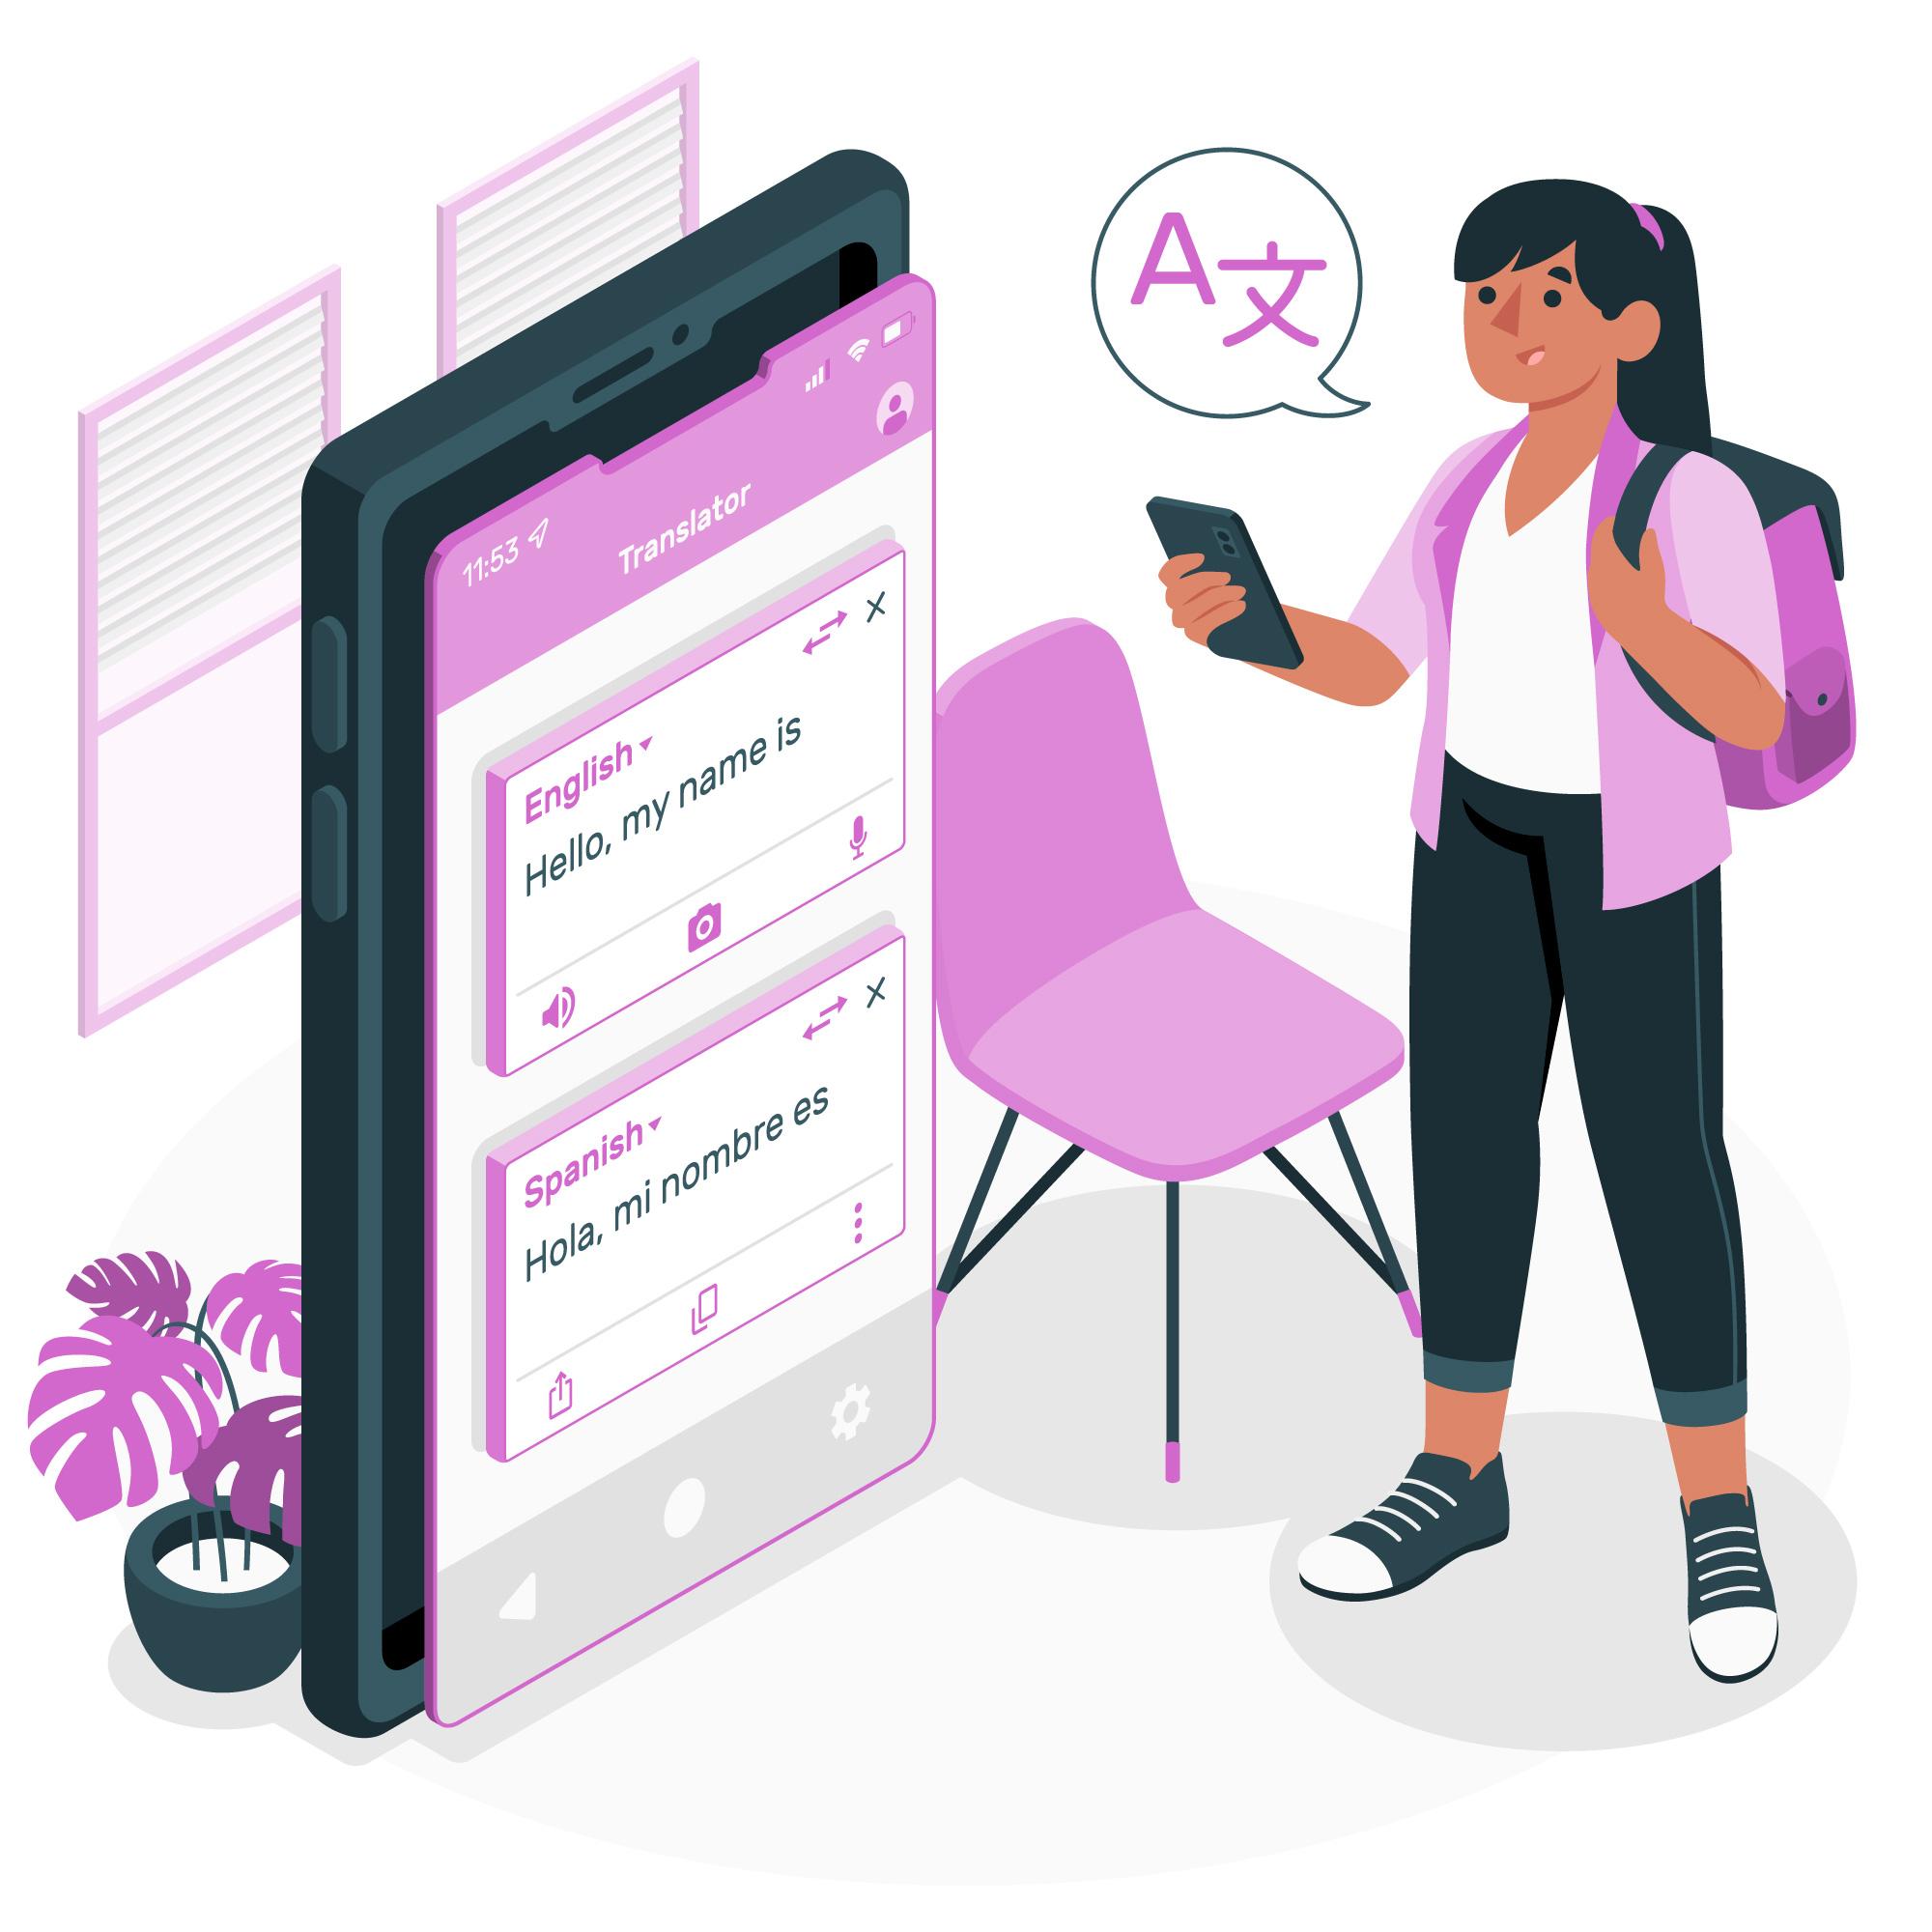 11:53
Translator
English
Hello, my name is
Spanish
Hola, mi nombre es
A文